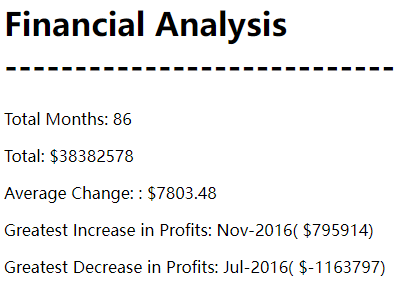 Financial Analysis
----------------------------
Total Months: 86
Total: $38382578
Average Change: : $7803.48
Greatest Increase in Profits: Nov-2016( $795914)
Greatest Decrease in Profits: Jul-2016( $-1163797)